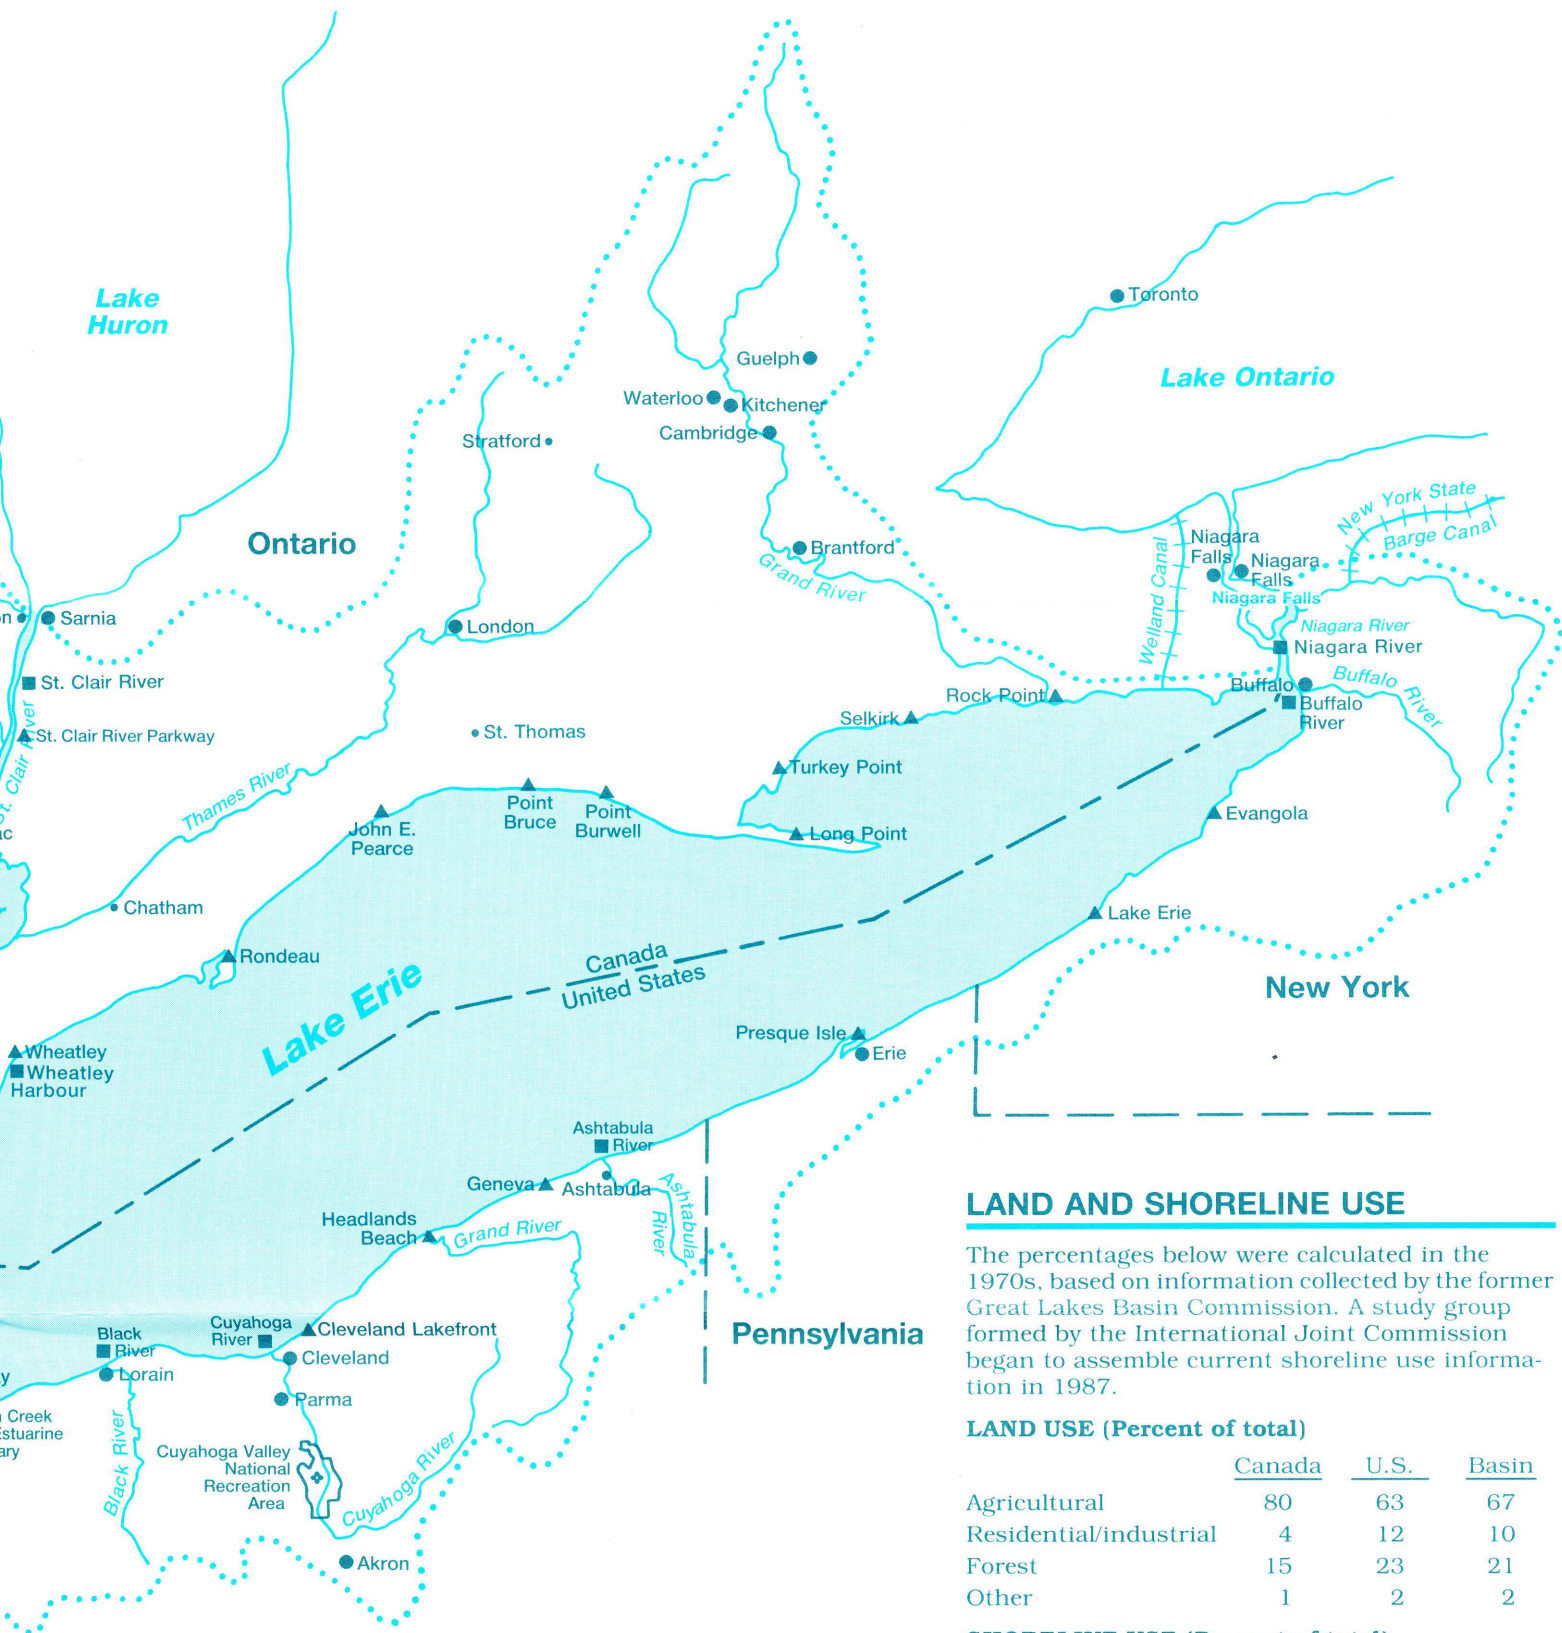 Lake
Huron
Toronto
Lake Ontario
Guelph
Waterloo
Kitchener
Cambridge
Stratford
Ontario
Brantford
Grand River
Welland Canal
New York State
Barge Canal
Niagara
Falls
Niagara
Falls
Niagara Falls
Niagara River
Niagara River
Sarnia
London
St. Clair River
St. Clair River Parkway
St. Clair River
St. Thomas
Thames River
Rock Point
Selkirk
Turkey Point
Long Point
Buffalo
Buffalo River
Buffalo
River
Point
Bruce
Point
Burwell
John E.
Pearce
Evangola
Chatham
Lake Erie
Rondeau
Canada
United States
Lake Erie
New York
Presque Isle
Erie
Wheatley
Wheatley
Harbour
Ashtabula
River
Geneva
Ashtabula
Ashtabula
River
Headlands
Beach
Grand River
Pennsylvania
Cuyahoga
River
Cleveland Lakefront
Black
River
Cleveland
Lorain
Parma
Creek
Estuarine
Black River
Cuyahoga Valley
National
Recreation
Area
Cuyahoga River
Akron
LAND AND SHORELINE USE
The percentages below were calculated in the
1970s, based on information collected by the former
Great Lakes Basin Commission. A study group
formed by the International Joint Commission
began to assemble current shoreline use informa-
tion in 1987.
LAND USE (Percent of total)
Canada U.S. Basin
Agricultural 80 63 67
Residential/industrial 4 12 10
Forest 15 23 21
Other 1 2 2